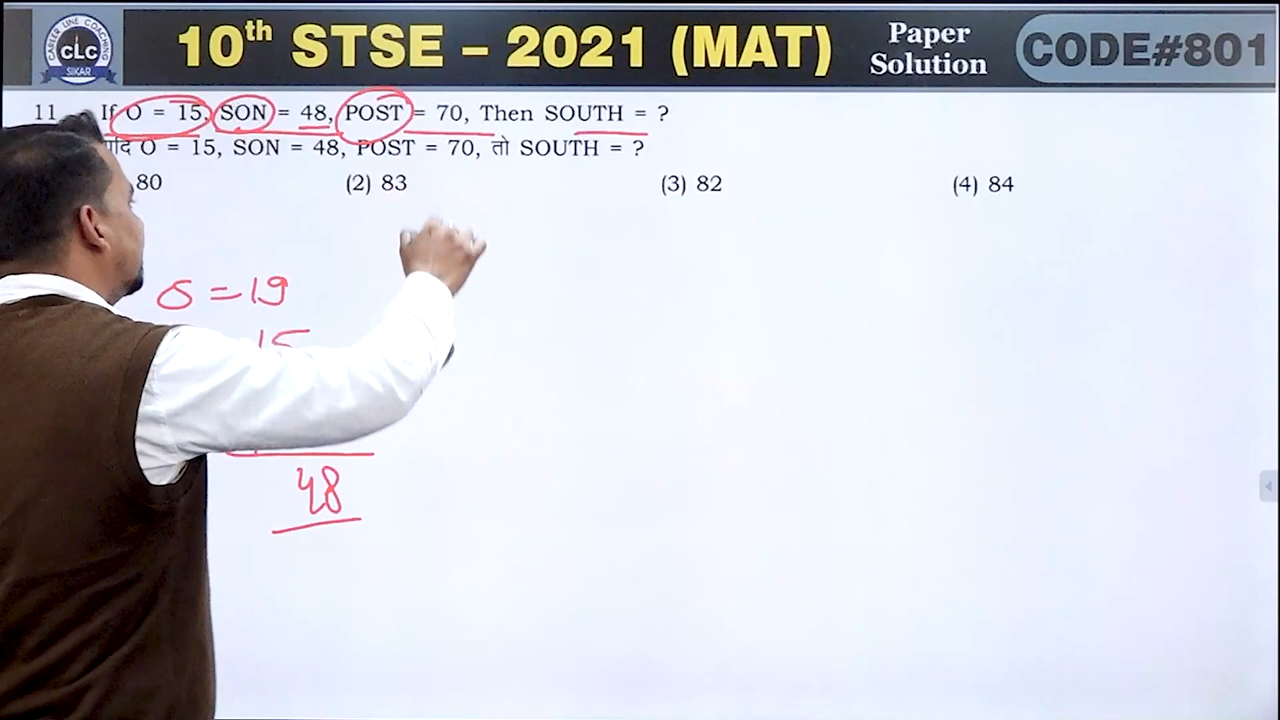 CAREER LINE COACHING
CLC
SIKAR
10th STSE – 2021 (MAT)
Paper
Solution
CODE#801
11. If O = 15, SON = 48, POST = 70, Then SOUTH = ?
यदि O = 15, SON = 48, POST = 70, तो SOUTH = ?
80 (2) 83 (3) 82 (4) 84
S = 19
15
48